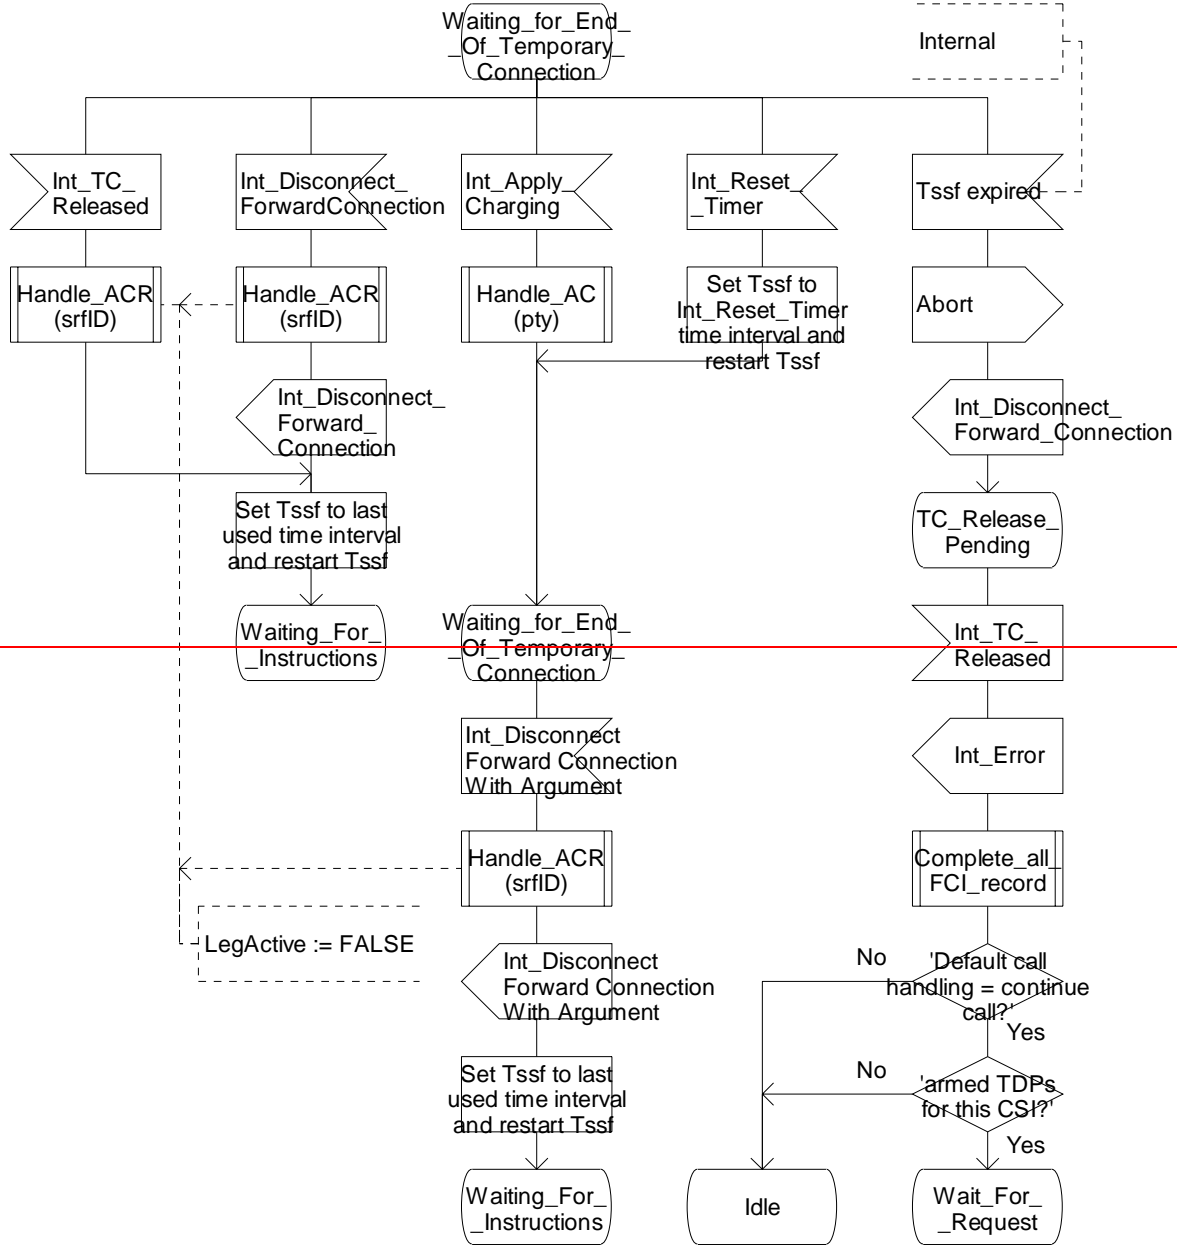 Waiting_for_End_
_Of_Temporary_
Connection
Internal
Int_TC_
Released
Int_Disconnect_
ForwardConnection
Int_Apply_
Charging
Int_Reset_
_Timer
Tssf expired
Handle_ACR
(srfID)
Handle_ACR
(srfID)
Handle_AC
(pty)
Set Tssf to
Int_Reset_Timer
time interval and
restart Tssf
Abort
Int_Disconnect_
Forward_
Connection
Int_Disconnect_
Forward_Connection
Set Tssf to last
used time interval
and restart Tssf
TC_Release_
Pending
Waiting_For_
_Instructions
Waiting_for_End_
_Of_Temporary_
Connection
Int_TC_
Released
Int_Disconnect
Forward Connection
With Argument
Int_Error
Handle_ACR
(srfID)
Complete_all_
FCI_record
LegActive := FALSE
Int_Disconnect
Forward Connection
With Argument
No
'Default call
handling = continue
call?'
Yes
Set Tssf to last
used time interval
and restart Tssf
No
'armed TDPs
for this CSI?'
Yes
Waiting_For_
_Instructions
Idle
Wait_For_
_Request